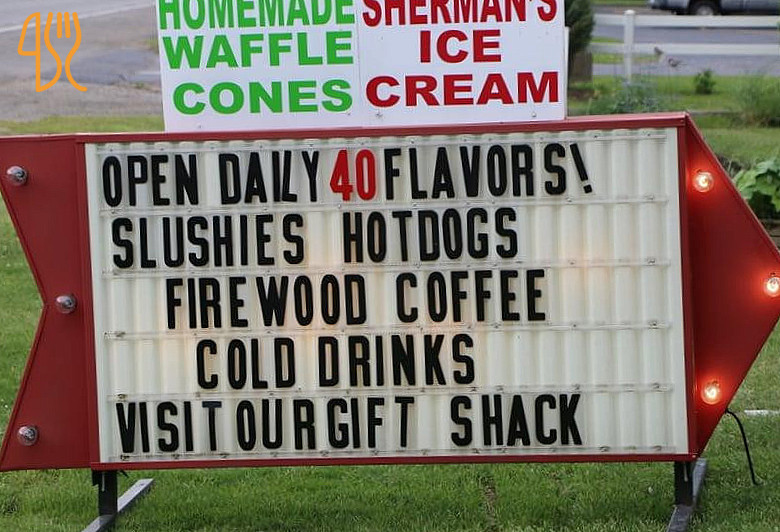 HOMEMADE
WAFFLE
CONES
SHERMAN'S
ICE
CREAM
OPEN DAILY 40 FLAVORS!
SLUSHIES HOTDOGS
FIREWOOD COFFEE
COLD DRINKS
VISIT OUR GIFT SHACK